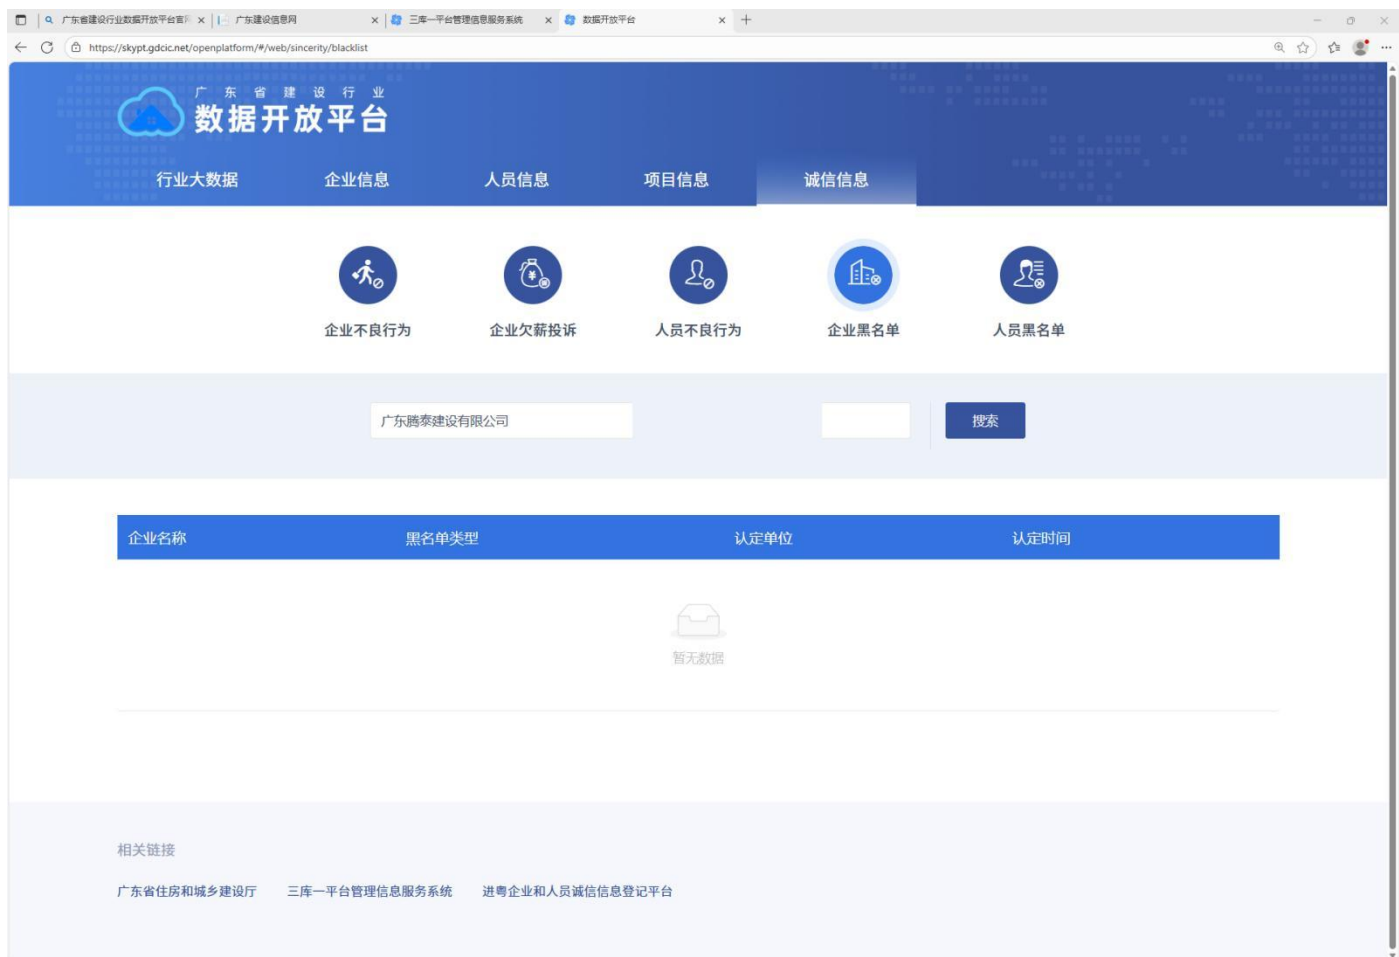 广东省建设行业数据开放平台官网 广东建设信息网 三库一平台管理信息服务系统 数据开放平台
https://skypt.gdcic.net/openplatform/#/web/sincerity/blacklist
广东省建设行业
数据开放平台
行业大数据 企业信息 人员信息 项目信息 诚信信息
企业不良行为 企业欠薪投诉 人员不良行为 企业黑名单 人员黑名单
广东腾泰建设有限公司 搜索
企业名称 黑名单类型 认定单位 认定时间
暂无数据
相关链接
广东省住房和城乡建设厅 三库一平台管理信息服务系统 进粤企业和人员诚信信息登记平台